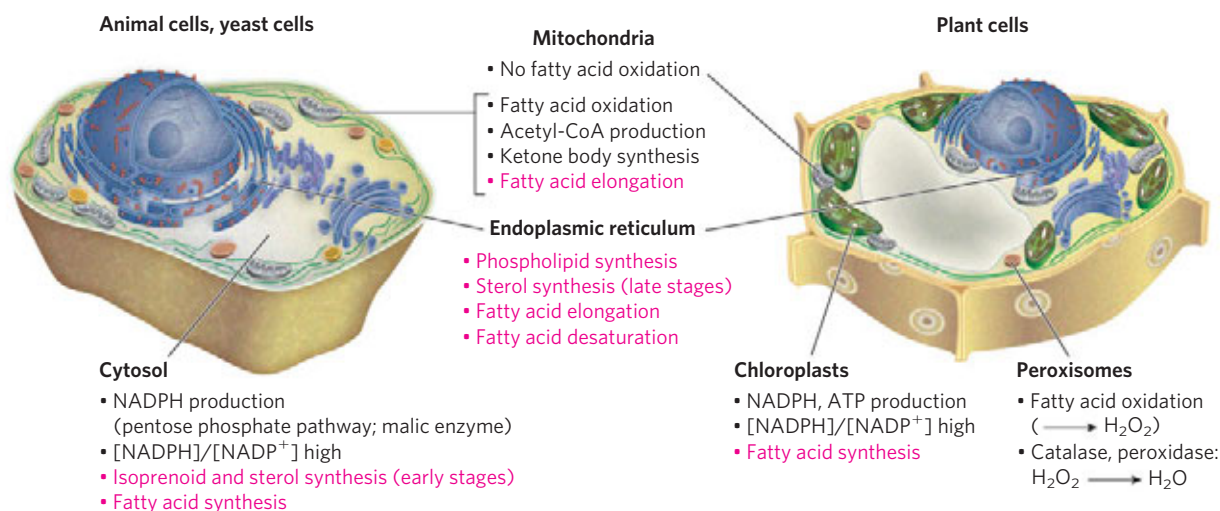 Animal cells, yeast cells
Mitochondria
• No fatty acid oxidation
• Fatty acid oxidation
• Acetyl-CoA production
• Ketone body synthesis
• Fatty acid elongation
Plant cells
Endoplasmic reticulum
• Phospholipid synthesis
• Sterol synthesis (late stages)
• Fatty acid elongation
• Fatty acid desaturation
Cytosol
• NADPH production
(pentose phosphate pathway; malic enzyme)
• [NADPH]/[NADP⁺] high
• Isoprenoid and sterol synthesis (early stages)
• Fatty acid synthesis
Chloroplasts
• NADPH, ATP production
• [NADPH]/[NADP⁺] high
• Fatty acid synthesis
Peroxisomes
• Fatty acid oxidation
( ⟶ H₂O₂)
• Catalase, peroxidase:
H₂O₂ ⟶ H₂O